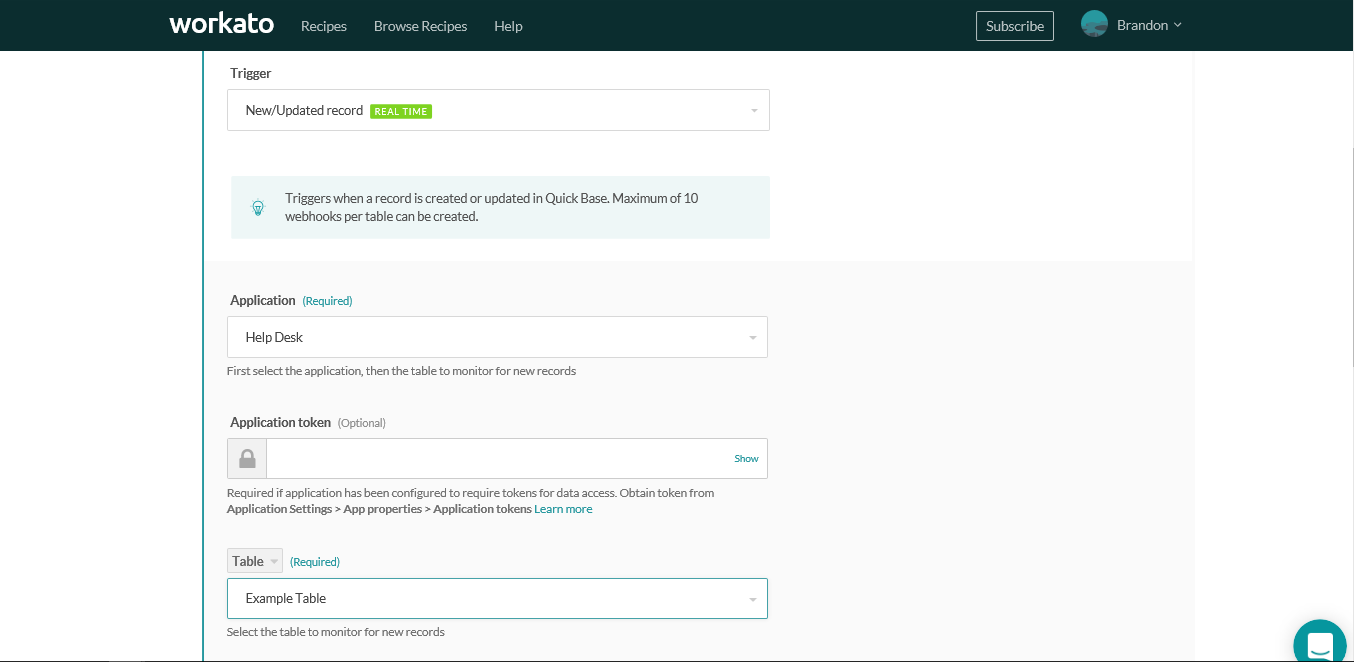 workato Recipes Browse Recipes Help Subscribe Brandon
Trigger
New/Updated record REAL TIME
Triggers when a record is created or updated in Quick Base. Maximum of 10
webhooks per table can be created.
Application (Required)
Help Desk
First select the application, then the table to monitor for new records
Application token (Optional)
Show
Required if application has been configured to require tokens for data access. Obtain token from
Application Settings > App properties > Application tokens Learn more
Table (Required)
Example Table
Select the table to monitor for new records